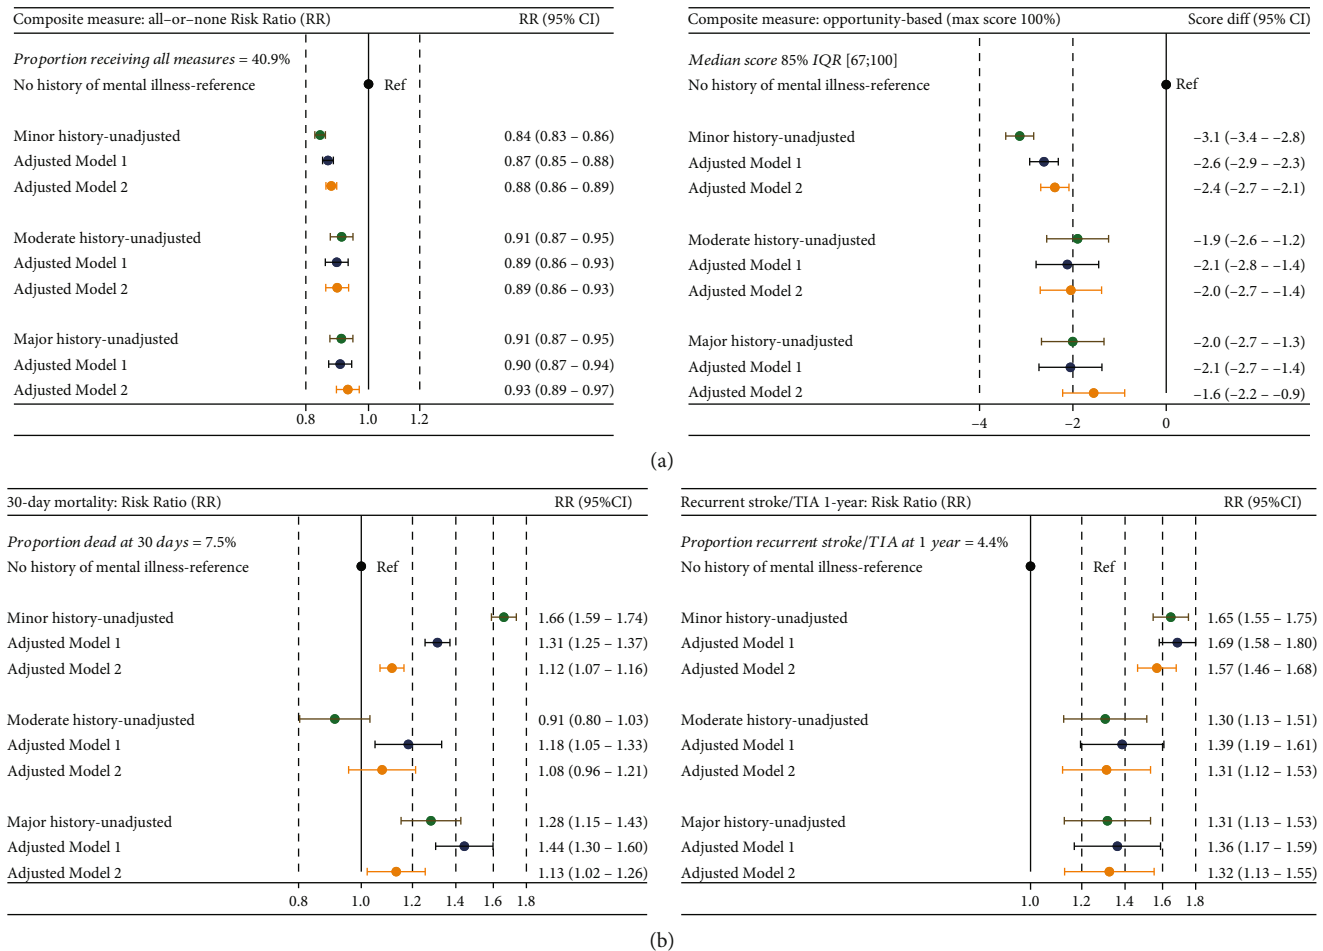 Composite measure: all–or–none Risk Ratio (RR) RR (95% CI)
Proportion receiving all measures = 40.9%
No history of mental illness-reference Ref
Minor history-unadjusted 0.84 (0.83 – 0.86)
Adjusted Model 1 0.87 (0.85 – 0.88)
Adjusted Model 2 0.88 (0.86 – 0.89)
Moderate history-unadjusted 0.91 (0.87 – 0.95)
Adjusted Model 1 0.89 (0.86 – 0.93)
Adjusted Model 2 0.89 (0.86 – 0.93)
Major history-unadjusted 0.91 (0.87 – 0.95)
Adjusted Model 1 0.90 (0.87 – 0.94)
Adjusted Model 2 0.93 (0.89 – 0.97)
0.8 1.0 1.2
Composite measure: opportunity-based (max score 100%) Score diff (95% CI)
Median score 85% IQR [67;100]
No history of mental illness-reference Ref
Minor history-unadjusted –3.1 (–3.4 – –2.8)
Adjusted Model 1 –2.6 (–2.9 – –2.3)
Adjusted Model 2 –2.4 (–2.7 – –2.1)
Moderate history-unadjusted –1.9 (–2.6 – –1.2)
Adjusted Model 1 –2.1 (–2.8 – –1.4)
Adjusted Model 2 –2.0 (–2.7 – –1.4)
Major history-unadjusted –2.0 (–2.7 – –1.3)
Adjusted Model 1 –2.1 (–2.7 – –1.4)
Adjusted Model 2 –1.6 (–2.2 – –0.9)
–4 –2 0
(a)
30-day mortality: Risk Ratio (RR) RR (95%CI)
Proportion dead at 30 days = 7.5%
No history of mental illness-reference Ref
Minor history-unadjusted 1.66 (1.59 – 1.74)
Adjusted Model 1 1.31 (1.25 – 1.37)
Adjusted Model 2 1.12 (1.07 – 1.16)
Moderate history-unadjusted 0.91 (0.80 – 1.03)
Adjusted Model 1 1.18 (1.05 – 1.33)
Adjusted Model 2 1.08 (0.96 – 1.21)
Major history-unadjusted 1.28 (1.15 – 1.43)
Adjusted Model 1 1.44 (1.30 – 1.60)
Adjusted Model 2 1.13 (1.02 – 1.26)
0.8 1.0 1.2 1.4 1.6 1.8
Recurrent stroke/TIA 1-year: Risk Ratio (RR) RR (95%CI)
Proportion recurrent stroke/TIA at 1 year = 4.4%
No history of mental illness-reference Ref
Minor history-unadjusted 1.65 (1.55 – 1.75)
Adjusted Model 1 1.69 (1.58 – 1.80)
Adjusted Model 2 1.57 (1.46 – 1.68)
Moderate history-unadjusted 1.30 (1.13 – 1.51)
Adjusted Model 1 1.39 (1.19 – 1.61)
Adjusted Model 2 1.31 (1.12 – 1.53)
Major history-unadjusted 1.31 (1.13 – 1.53)
Adjusted Model 1 1.36 (1.17 – 1.59)
Adjusted Model 2 1.32 (1.13 – 1.55)
1.0 1.2 1.4 1.6 1.8
(b)